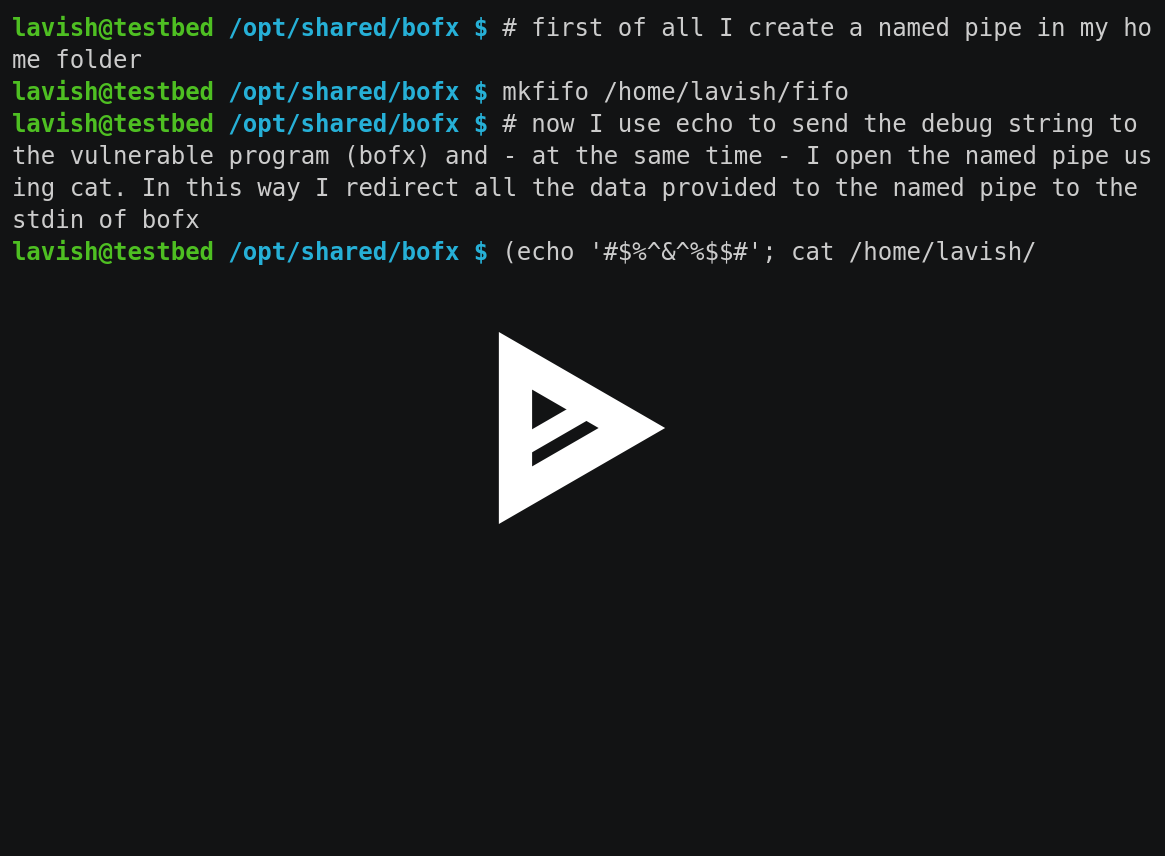 lavish@testbed /opt/shared/bofx $ # first of all I create a named pipe in my ho
me folder
lavish@testbed /opt/shared/bofx $ mkfifo /home/lavish/fifo
lavish@testbed /opt/shared/bofx $ # now I use echo to send the debug string to
the vulnerable program (bofx) and - at the same time - I open the named pipe us
ing cat. In this way I redirect all the data provided to the named pipe to the
stdin of bofx
lavish@testbed /opt/shared/bofx $ (echo '#$%^&^%$$#'; cat /home/lavish/